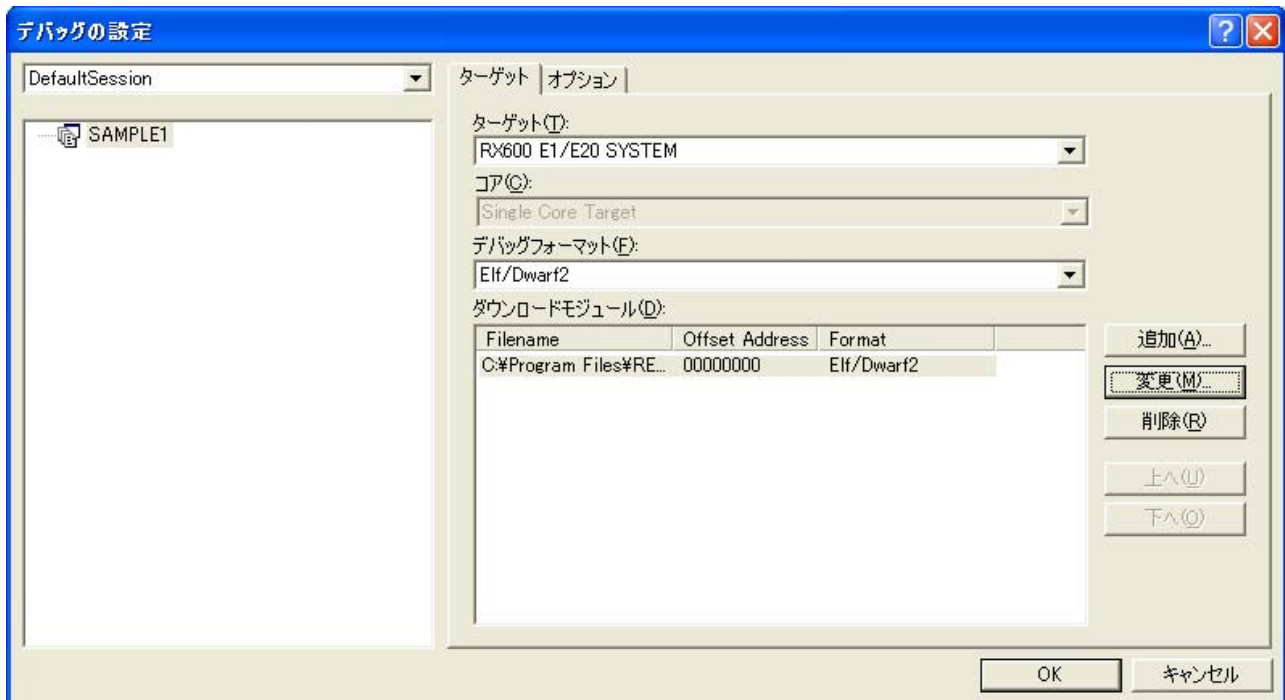 デバッグの設定
DefaultSession
SAMPLE1
ターゲット オプション
ターゲット(T):
RX600 E1/E20 SYSTEM
コア(C):
Single Core Target
デバッグフォーマット(F):
Elf/Dwarf2
ダウンロードモジュール(D):
Filename Offset Address Format
C:¥Program Files¥RE... 00000000 Elf/Dwarf2
追加(A)...
変更(M)...
削除(R)
上へ(U)
下へ(O)
OK キャンセル